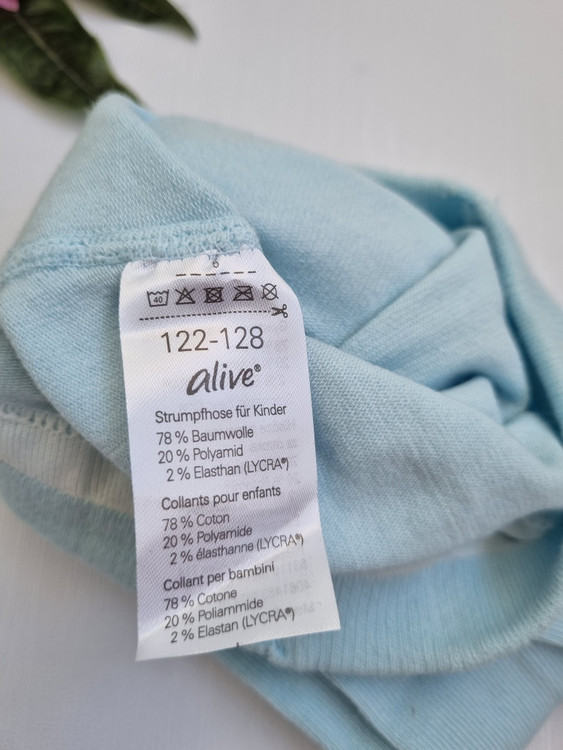 40
122-128
alive®
Strumpfhose für Kinder
78 % Baumwolle
20 % Polyamid
2 % Elasthan (LYCRA®)
Collants pour enfants
78 % Coton
20 % Polyamide
2 % élasthanne (LYCRA®)
Collant per bambini
78 % Cotone
20 % Poliammide
2 % Elastan (LYCRA®)